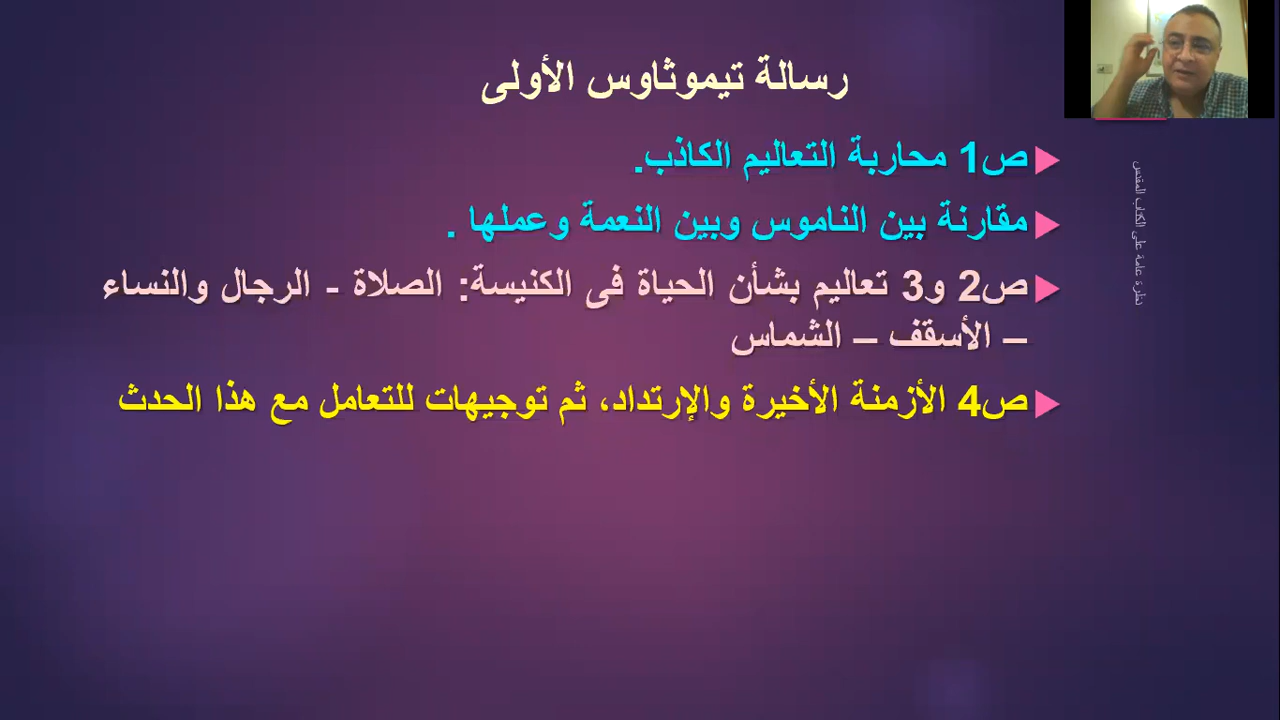 رسالة تيموثاوس الأولى
ص1 محاربة التعاليم الكاذب.
مقارنة بين الناموس وبين النعمة وعملها .
ص2 و3 تعاليم بشأن الحياة فى الكنيسة: الصلاة - الرجال والنساء
– الأسقف – الشماس
ص4 الأزمنة الأخيرة والإرتداد، ثم توجيهات للتعامل مع هذا الحدث
نظرة عامة على الكتاب المقدس